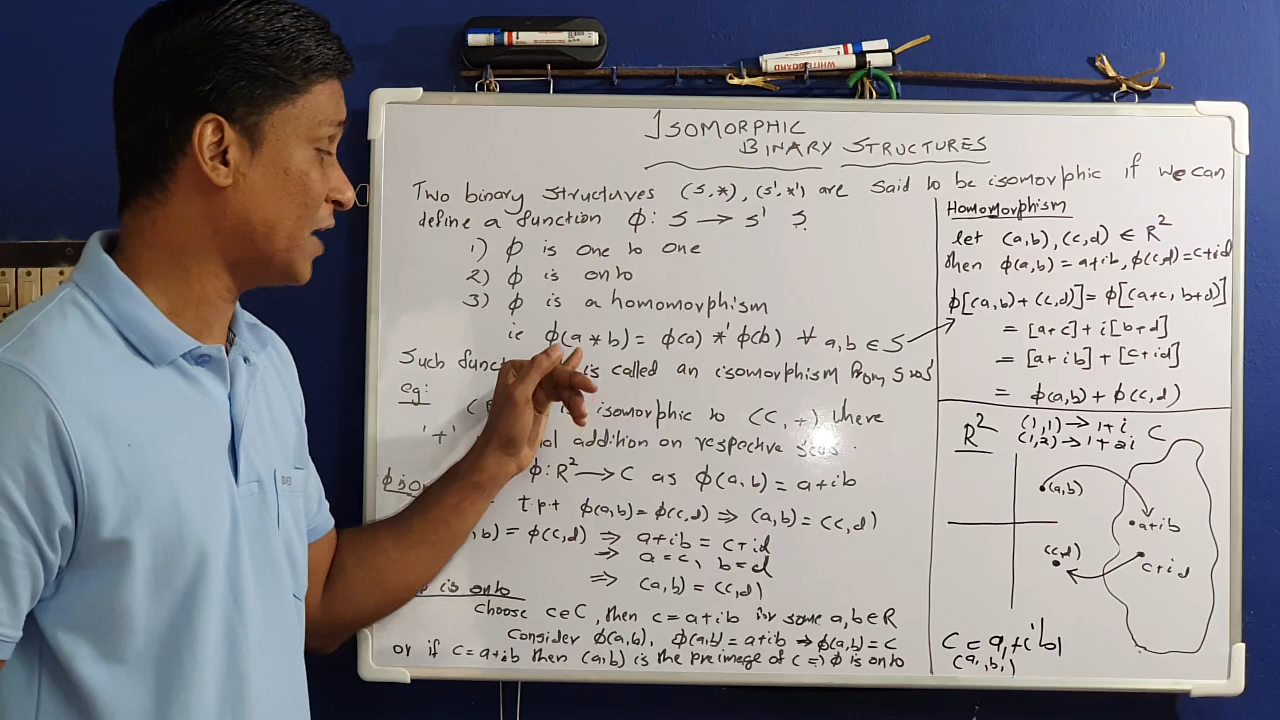 ISOMORPHIC
BINARY STRUCTURES
Two binary structures (S,*), (S',*') are said to be isomorphic if we can
define a function ϕ: S → S' ∋.
1) ϕ is one to one
2) ϕ is onto
3) ϕ is a homomorphism
ie ϕ(a * b) = ϕ(a) *' ϕ(b) ∀ a,b ∈ S
Such is called an isomorphism from S to S'
eg:
isomorphic to (C, +) where
'+' addition on respective sets.
ϕ: R² → C as ϕ(a,b) = a+ib
t.p.t ϕ(a,b) = ϕ(c,d) ⇒ (a,b) = (c,d)
b) = ϕ(c,d) ⇒ a+ib = c+id
⇒ a=c, b=d
⇒ (a,b) = (c,d)
is onto
Choose c∈C, then c = a+ib for some a,b∈R
Consider ϕ(a,b), ϕ(a,b) = a+ib ⇒ ϕ(a,b) = C
or if c = a+ib then (a,b) is the preimage of c ⇒ ϕ is onto
Homomorphism
let (a,b), (c,d) ∈ R²
then ϕ(a,b) = a+ib, ϕ(c,d) = c+id
ϕ[(a,b) + (c,d)] = ϕ[(a+c, b+d)]
= [a+c] + i[b+d]
= [a+ib] + [c+id]
= ϕ(a,b) + ϕ(c,d)
R² (1,1) → 1+i C
(1,2) → 1+2i
(a,b)
a+ib
(c,d)
c+id
C = a₁+ib₁
(a₁,b₁)
WHITEBOARD